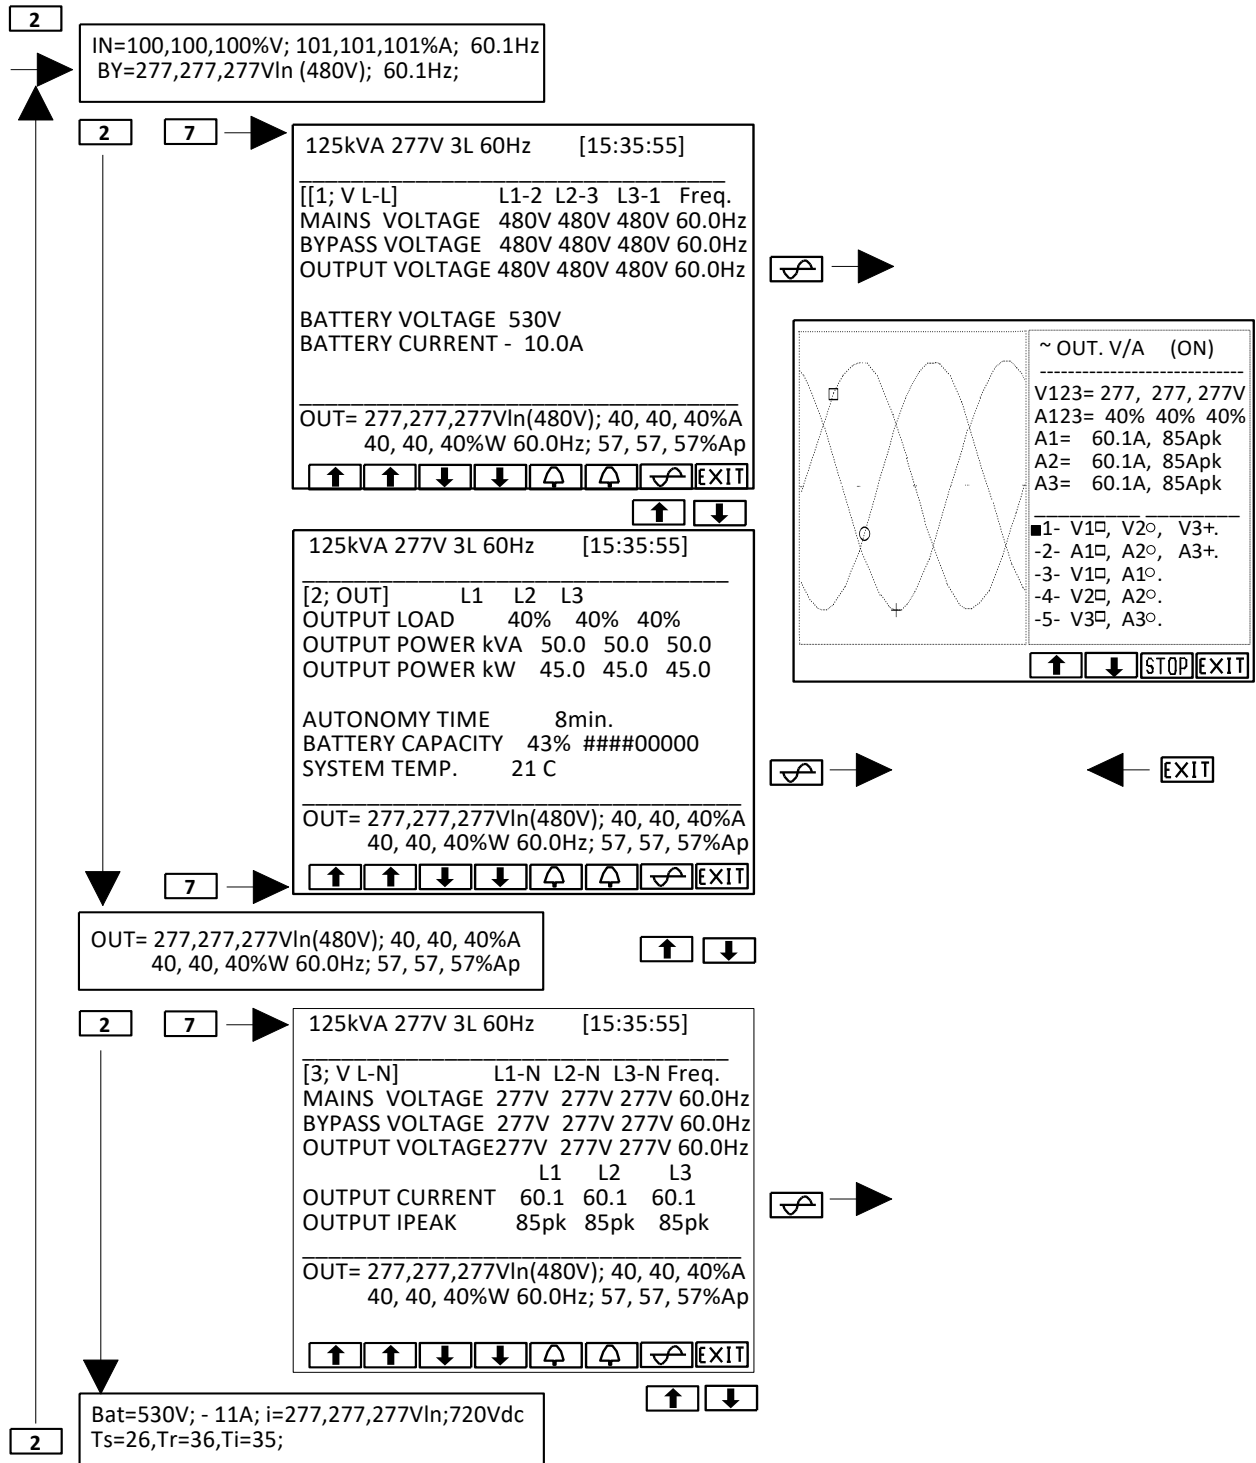 2
IN=100,100,100%V; 101,101,101%A; 60.1Hz
BY=277,277,277Vln (480V); 60.1Hz;
2 7
125kVA 277V 3L 60Hz [15:35:55]
[[1; V L-L] L1-2 L2-3 L3-1 Freq.
MAINS VOLTAGE 480V 480V 480V 60.0Hz
BYPASS VOLTAGE 480V 480V 480V 60.0Hz
OUTPUT VOLTAGE 480V 480V 480V 60.0Hz
BATTERY VOLTAGE 530V
BATTERY CURRENT - 10.0A
OUT= 277,277,277Vln(480V); 40, 40, 40%A
40, 40, 40%W 60.0Hz; 57, 57, 57%Ap
EXIT
~ OUT. V/A (ON)
----------------------------
V123= 277, 277, 277V
A123= 40% 40% 40%
A1= 60.1A, 85Apk
A2= 60.1A, 85Apk
A3= 60.1A, 85Apk
■1- V1□, V2○, V3+.
-2- A1□, A2○, A3+.
-3- V1□, A1○.
-4- V2□, A2○.
-5- V3□, A3○.
STOP EXIT
125kVA 277V 3L 60Hz [15:35:55]
[2; OUT] L1 L2 L3
OUTPUT LOAD 40% 40% 40%
OUTPUT POWER kVA 50.0 50.0 50.0
OUTPUT POWER kW 45.0 45.0 45.0
AUTONOMY TIME 8min.
BATTERY CAPACITY 43% ####00000
SYSTEM TEMP. 21 C
OUT= 277,277,277Vln(480V); 40, 40, 40%A
40, 40, 40%W 60.0Hz; 57, 57, 57%Ap
EXIT
EXIT
7
OUT= 277,277,277Vln(480V); 40, 40, 40%A
40, 40, 40%W 60.0Hz; 57, 57, 57%Ap
2 7
125kVA 277V 3L 60Hz [15:35:55]
[3; V L-N] L1-N L2-N L3-N Freq.
MAINS VOLTAGE 277V 277V 277V 60.0Hz
BYPASS VOLTAGE 277V 277V 277V 60.0Hz
OUTPUT VOLTAGE277V 277V 277V 60.0Hz
L1 L2 L3
OUTPUT CURRENT 60.1 60.1 60.1
OUTPUT IPEAK 85pk 85pk 85pk
OUT= 277,277,277Vln(480V); 40, 40, 40%A
40, 40, 40%W 60.0Hz; 57, 57, 57%Ap
EXIT
Bat=530V; - 11A; i=277,277,277Vln;720Vdc
Ts=26,Tr=36,Ti=35;
2